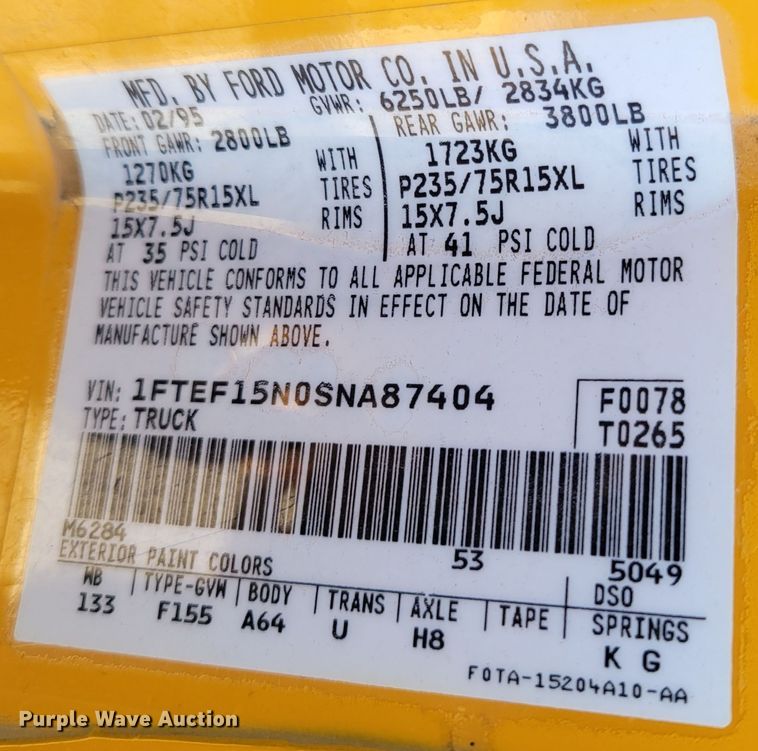 MFD. BY FORD MOTOR CO. IN U.S.A.
DATE: 02/95 GVWR: 6250LB/ 2834KG
FRONT GAWR: 2800LB REAR GAWR: 3800LB
1270KG WITH 1723KG WITH
P235/75R15XL TIRES P235/75R15XL TIRES
15X7.5J RIMS 15X7.5J RIMS
AT 35 PSI COLD AT 41 PSI COLD
THIS VEHICLE CONFORMS TO ALL APPLICABLE FEDERAL MOTOR
VEHICLE SAFETY STANDARDS IN EFFECT ON THE DATE OF
MANUFACTURE SHOWN ABOVE.
VIN: 1FTEF15N0SNA87404 F0078
TYPE: TRUCK T0265
M6284 53 5049
EXTERIOR PAINT COLORS DSO
WB TYPE-GVW BODY TRANS AXLE TAPE SPRINGS
133 F155 A64 U H8 K G
F0TA-15204A10-AA
Purple Wave Auction